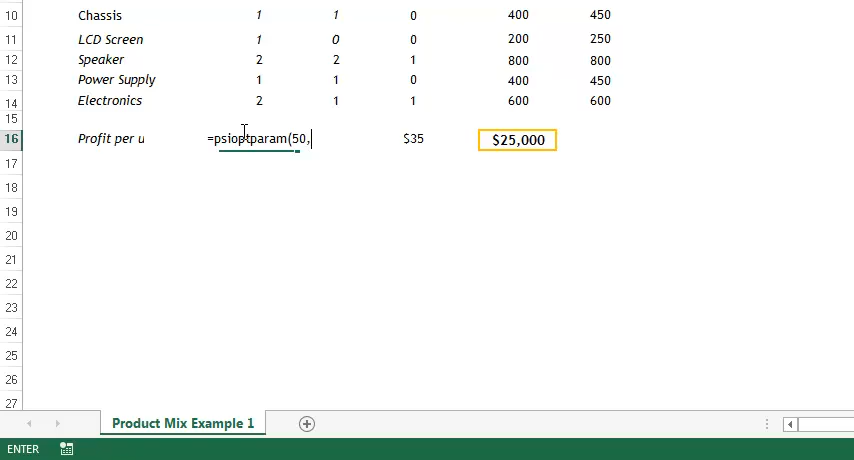 10 Chassis 1 1 0 400 450
11 LCD Screen 1 0 0 200 250
12 Speaker 2 2 1 800 800
13 Power Supply 1 1 0 400 450
14 Electronics 2 1 1 600 600
15
16 Profit per u =psioptparam(50, $35 $25,000
17
18
19
20
21
22
23
24
25
26
27
Product Mix Example 1
ENTER